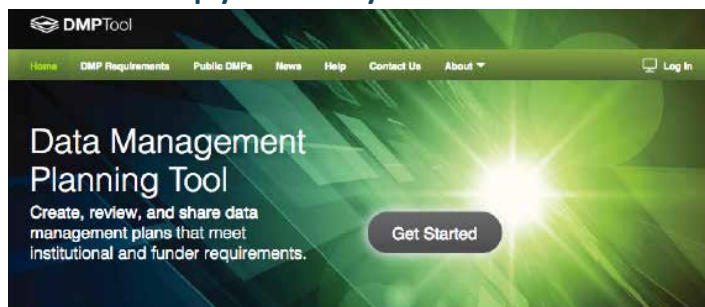 DMPTool
Home DMP Requirements Public DMPs News Help Contact Us About Log In
Data Management
Planning Tool
Create, review, and share data
management plans that meet
institutional and funder requirements.
Get Started